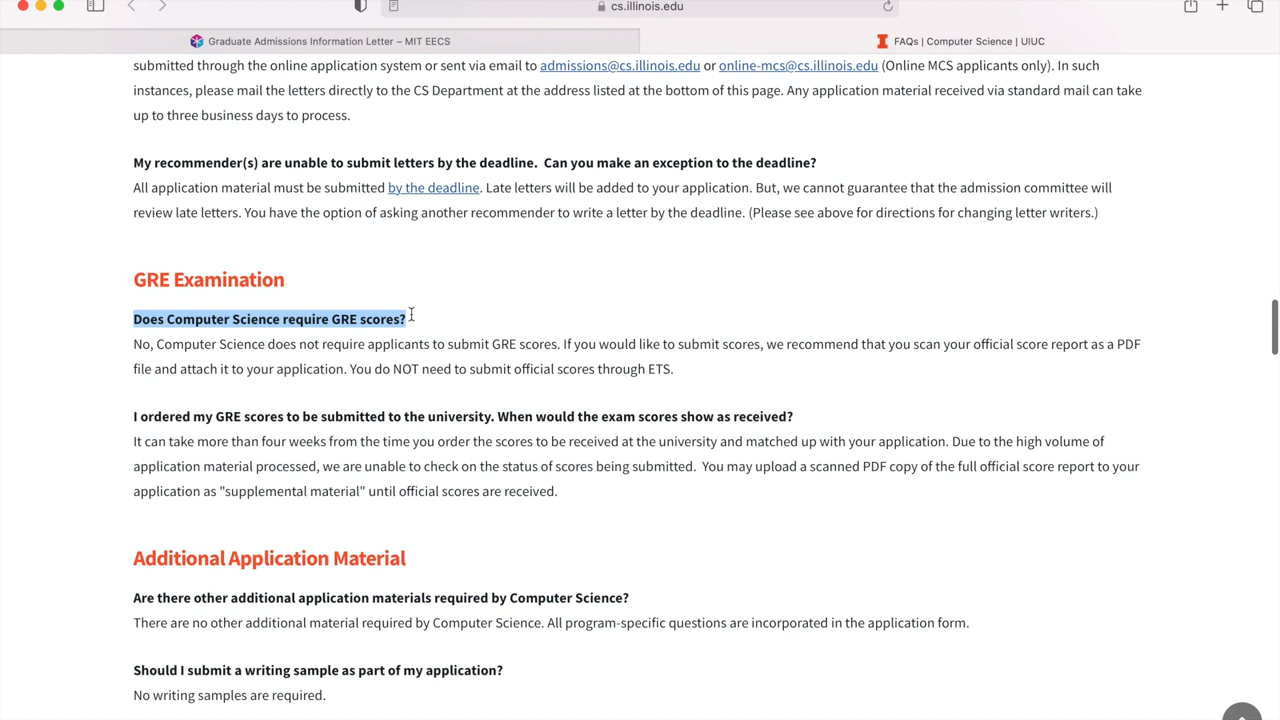 cs.illinois.edu
Graduate Admissions Information Letter – MIT EECS
FAQs | Computer Science | UIUC
submitted through the online application system or sent via email to admissions@cs.illinois.edu or online-mcs@cs.illinois.edu (Online MCS applicants only). In such
instances, please mail the letters directly to the CS Department at the address listed at the bottom of this page. Any application material received via standard mail can take
up to three business days to process.
My recommender(s) are unable to submit letters by the deadline.  Can you make an exception to the deadline?
All application material must be submitted by the deadline. Late letters will be added to your application. But, we cannot guarantee that the admission committee will
review late letters. You have the option of asking another recommender to write a letter by the deadline. (Please see above for directions for changing letter writers.)
GRE Examination
Does Computer Science require GRE scores?
No, Computer Science does not require applicants to submit GRE scores. If you would like to submit scores, we recommend that you scan your official score report as a PDF
file and attach it to your application. You do NOT need to submit official scores through ETS.
I ordered my GRE scores to be submitted to the university. When would the exam scores show as received?
It can take more than four weeks from the time you order the scores to be received at the university and matched up with your application. Due to the high volume of
application material processed, we are unable to check on the status of scores being submitted.  You may upload a scanned PDF copy of the full official score report to your
application as "supplemental material" until official scores are received.
Additional Application Material
Are there other additional application materials required by Computer Science?
There are no other additional material required by Computer Science. All program-specific questions are incorporated in the application form.
Should I submit a writing sample as part of my application?
No writing samples are required.